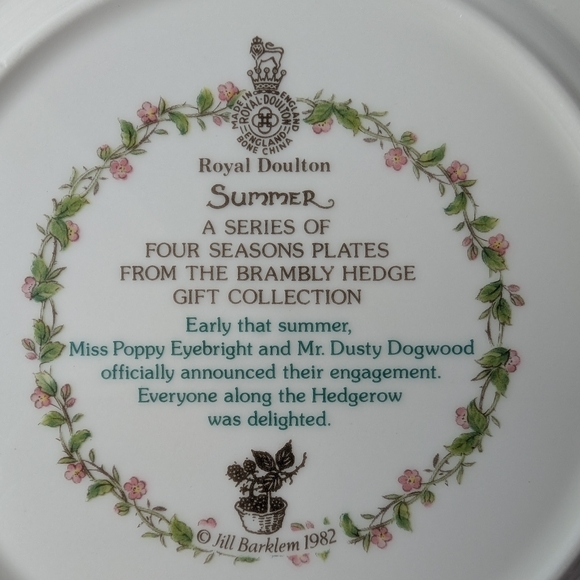 MADE IN ENGLAND
ROYAL DOULTON
ENGLAND
BONE CHINA
Royal Doulton
SUMMER
A SERIES OF
FOUR SEASONS PLATES
FROM THE BRAMBLY HEDGE
GIFT COLLECTION
Early that summer,
Miss Poppy Eyebright and Mr. Dusty Dogwood
officially announced their engagement.
Everyone along the Hedgerow
was delighted.
© Jill Barklem 1982